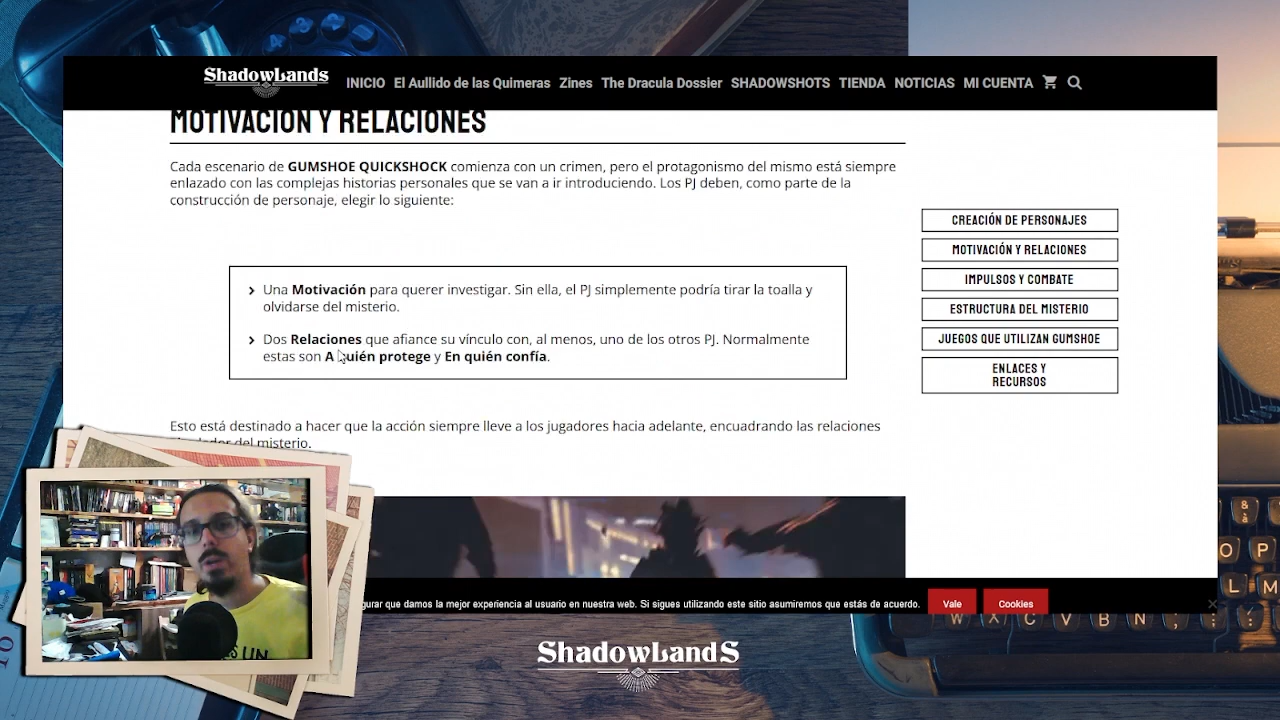 ShadowLands
INICIO El Aullido de las Quimeras Zines The Dracula Dossier SHADOWSHOTS TIENDA NOTICIAS MI CUENTA
MOTIVACIÓN Y RELACIONES
Cada escenario de GUMSHOE QUICKSHOCK comienza con un crimen, pero el protagonismo del mismo está siempre
enlazado con las complejas historias personales que se van a ir introduciendo. Los PJ deben, como parte de la
construcción de personaje, elegir lo siguiente:
Una Motivación para querer investigar. Sin ella, el PJ simplemente podría tirar la toalla y
olvidarse del misterio.
Dos Relaciones que afiance su vínculo con, al menos, uno de los otros PJ. Normalmente
estas son A quién protege y En quién confía.
Esto está destinado a hacer que la acción siempre lleve a los jugadores hacia adelante, encuadrando las relaciones
del misterio.
CREACIÓN DE PERSONAJES
MOTIVACIÓN Y RELACIONES
IMPULSOS Y COMBATE
ESTRUCTURA DEL MISTERIO
JUEGOS QUE UTILIZAN GUMSHOE
ENLACES Y
RECURSOS
que damos la mejor experiencia al usuario en nuestra web. Si sigues utilizando este sitio asumiremos que estás de acuerdo.
Vale
Cookies
ShadowLandS
& à
O P
L M
W X C V B N ;